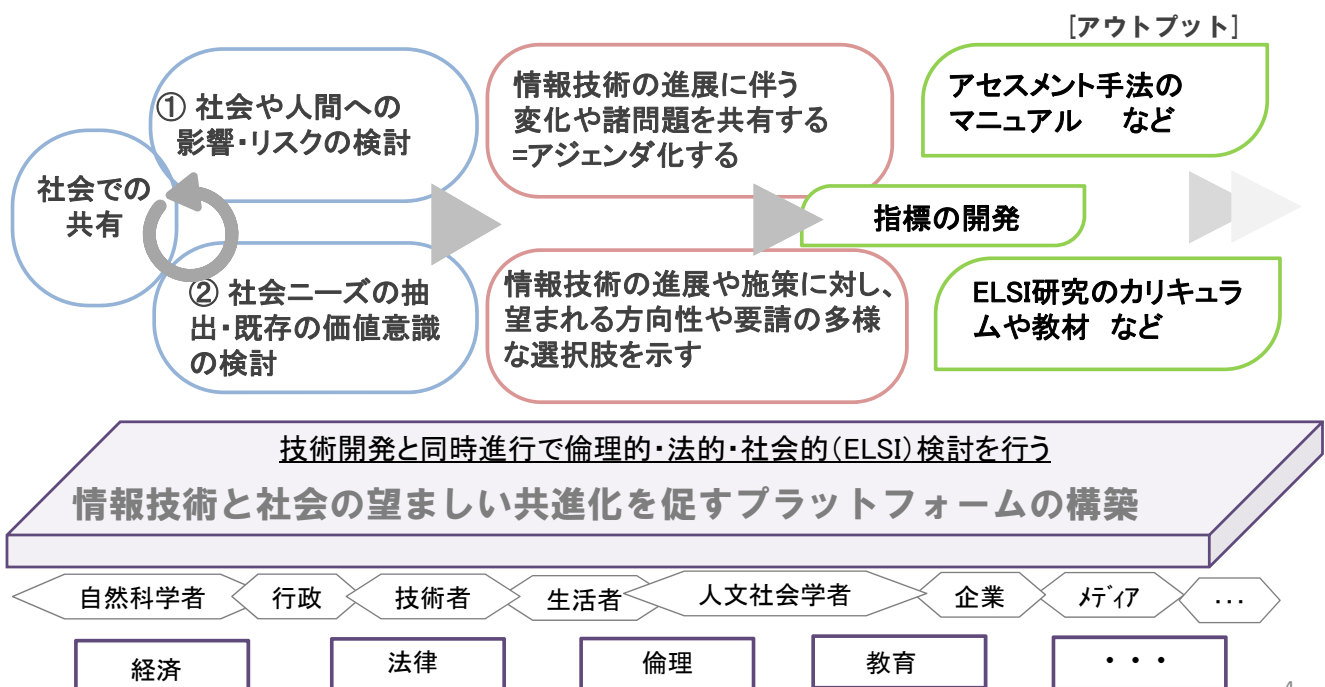 [アウトプット]
① 社会や人間への
影響・リスクの検討
社会での
共有
② 社会ニーズの抽
出・既存の価値意識
の検討
情報技術の進展に伴う
変化や諸問題を共有する
=アジェンダ化する
情報技術の進展や施策に対し、
望まれる方向性や要請の多様
な選択肢を示す
アセスメント手法の
マニュアル など
指標の開発
ELSI研究のカリキュラ
ムや教材 など
技術開発と同時進行で倫理的・法的・社会的(ELSI)検討を行う
情報技術と社会の望ましい共進化を促すプラットフォームの構築
自然科学者 行政 技術者 生活者 人文社会学者 企業 ﾒﾃﾞｨｱ ...
経済 法律 倫理 教育 ・・・